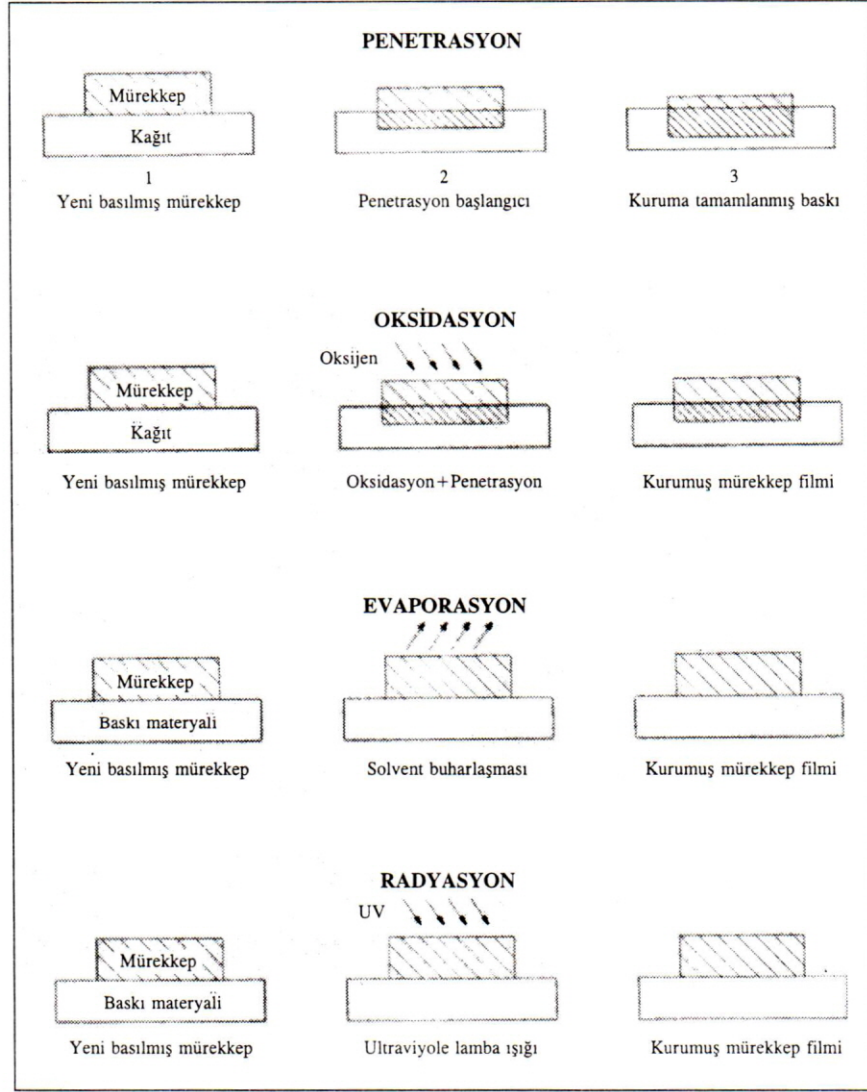 PENETRASYON
Mürekkep
Kağıt
1 2 3
Yeni basılmış mürekkep Penetrasyon başlangıcı Kuruma tamamlanmış baskı
OKSİDASYON
Oksijen
Mürekkep
Kağıt
Yeni basılmış mürekkep Oksidasyon+Penetrasyon Kurumuş mürekkep filmi
EVAPORASYON
Mürekkep
Baskı materyali
Yeni basılmış mürekkep Solvent buharlaşması Kurumuş mürekkep filmi
RADYASYON
UV
Mürekkep
Baskı materyali
Yeni basılmış mürekkep Ultraviyole lamba ışığı Kurumuş mürekkep filmi